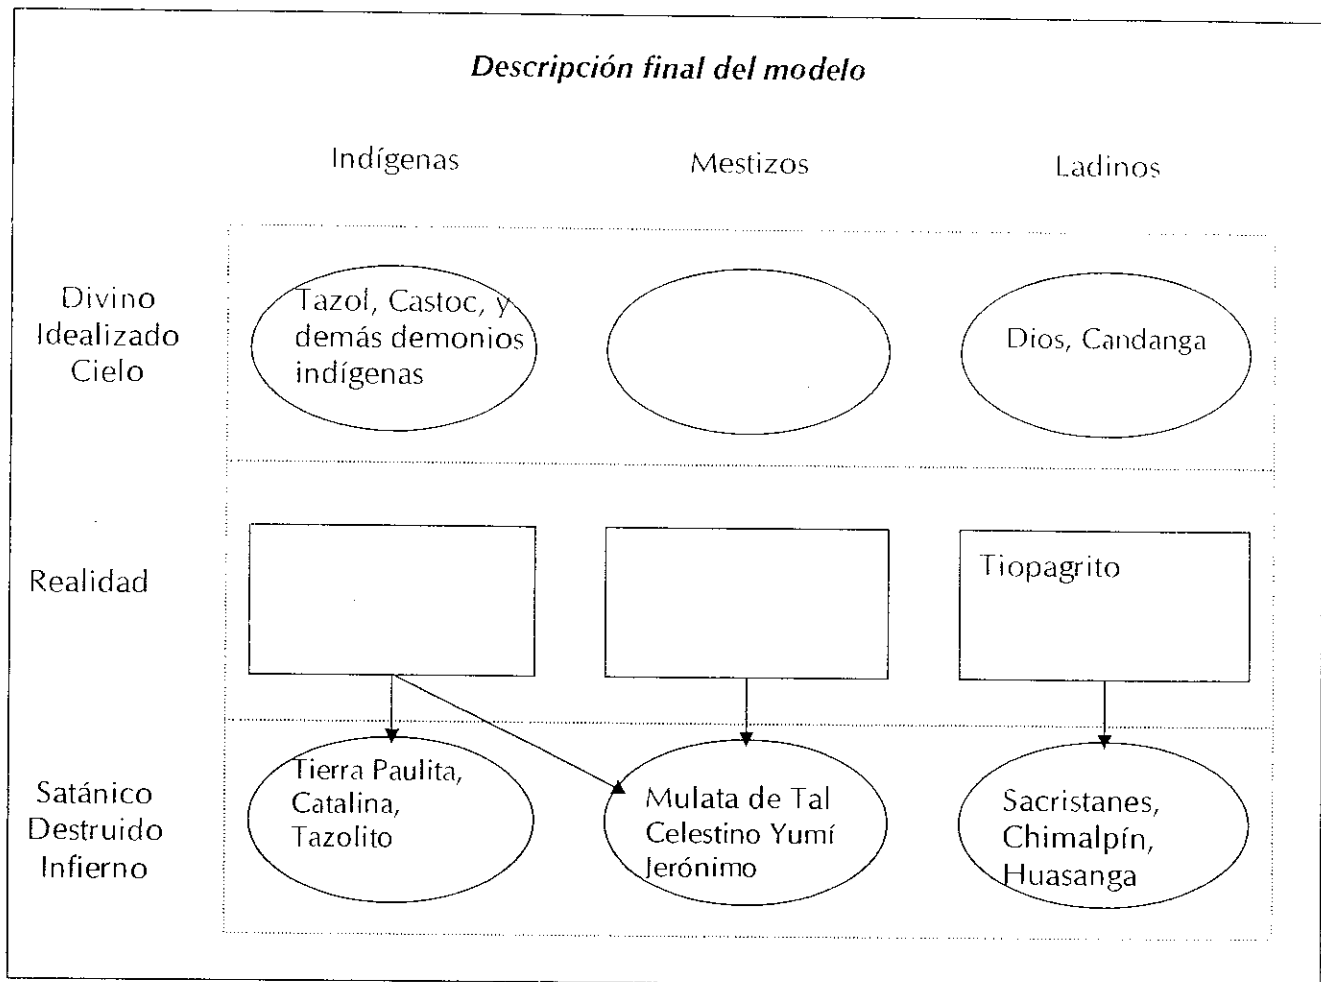 Descripción final del modelo
Indígenas
Mestizos
Ladinos
Divino
Idealizado
Cielo
Tazol, Castoc, y
demás demonios
indígenas
Dios, Candanga
Realidad
Tiopagrito
Satánico
Destruido
Infierno
Tierra Paulita,
Catalina,
Tazolito
Mulata de Tal
Celestino Yumí
Jerónimo
Sacristanes,
Chimalpín,
Huasanga